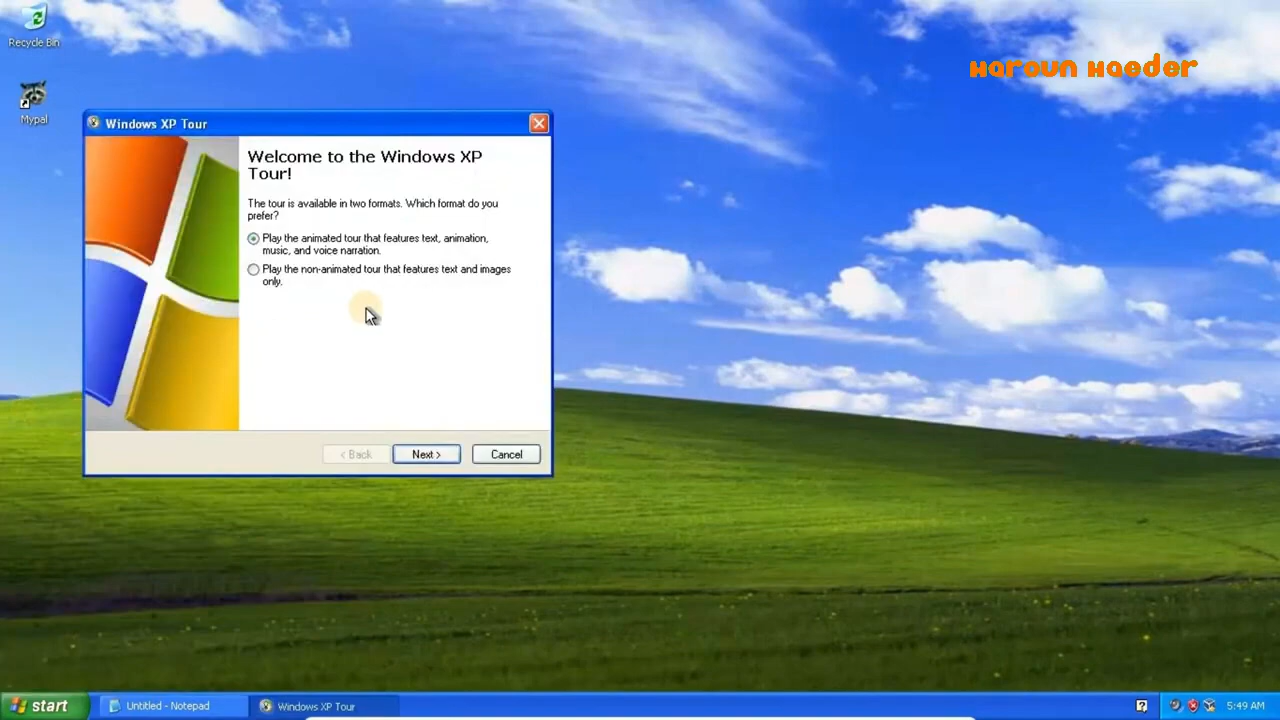 Recycle Bin
Haroun Haeder
Mypal
Windows XP Tour
Welcome to the Windows XP
Tour!
The tour is available in two formats. Which format do you
prefer?
Play the animated tour that features text, animation,
music, and voice narration.
Play the non-animated tour that features text and images
only.
< Back
Next >
Cancel
start
Untitled - Notepad
Windows XP Tour
?
5:49 AM